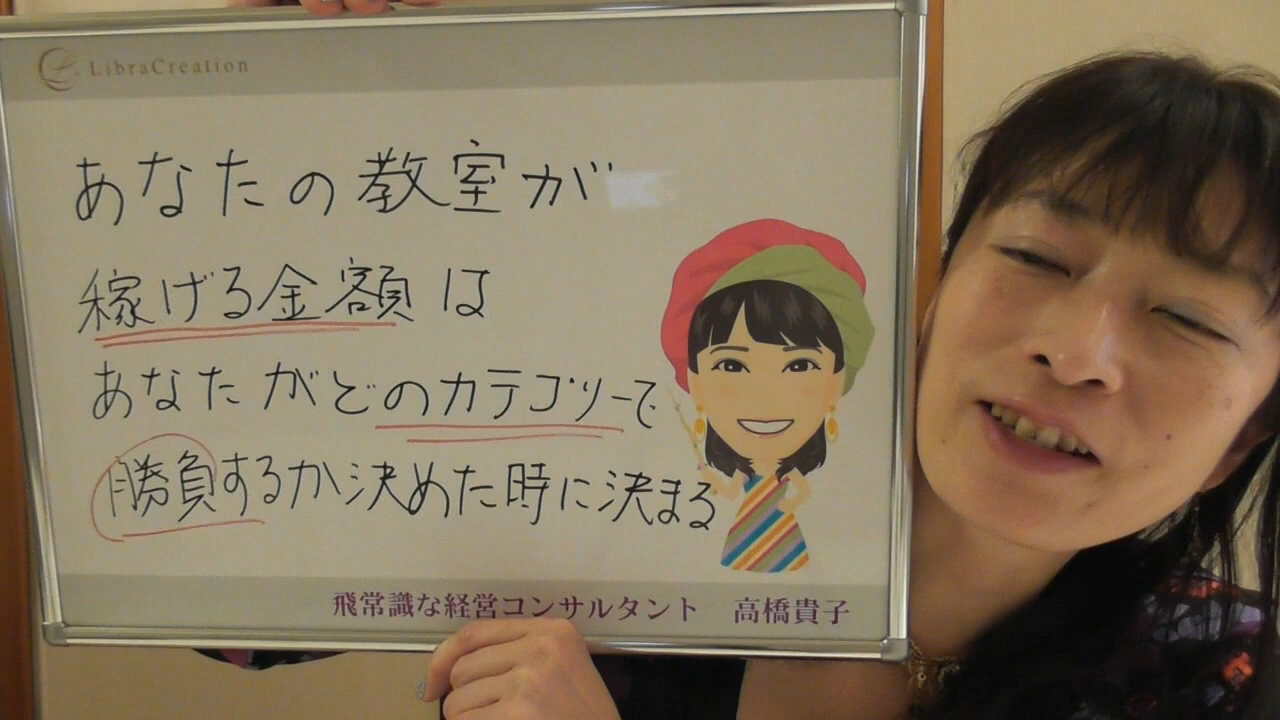 LibraCreation
あなたの教室が
稼げる金額は
あなたがどのカテゴリーで
勝負するか決めた時に決まる
飛常識な経営コンサルタント 高橋貴子